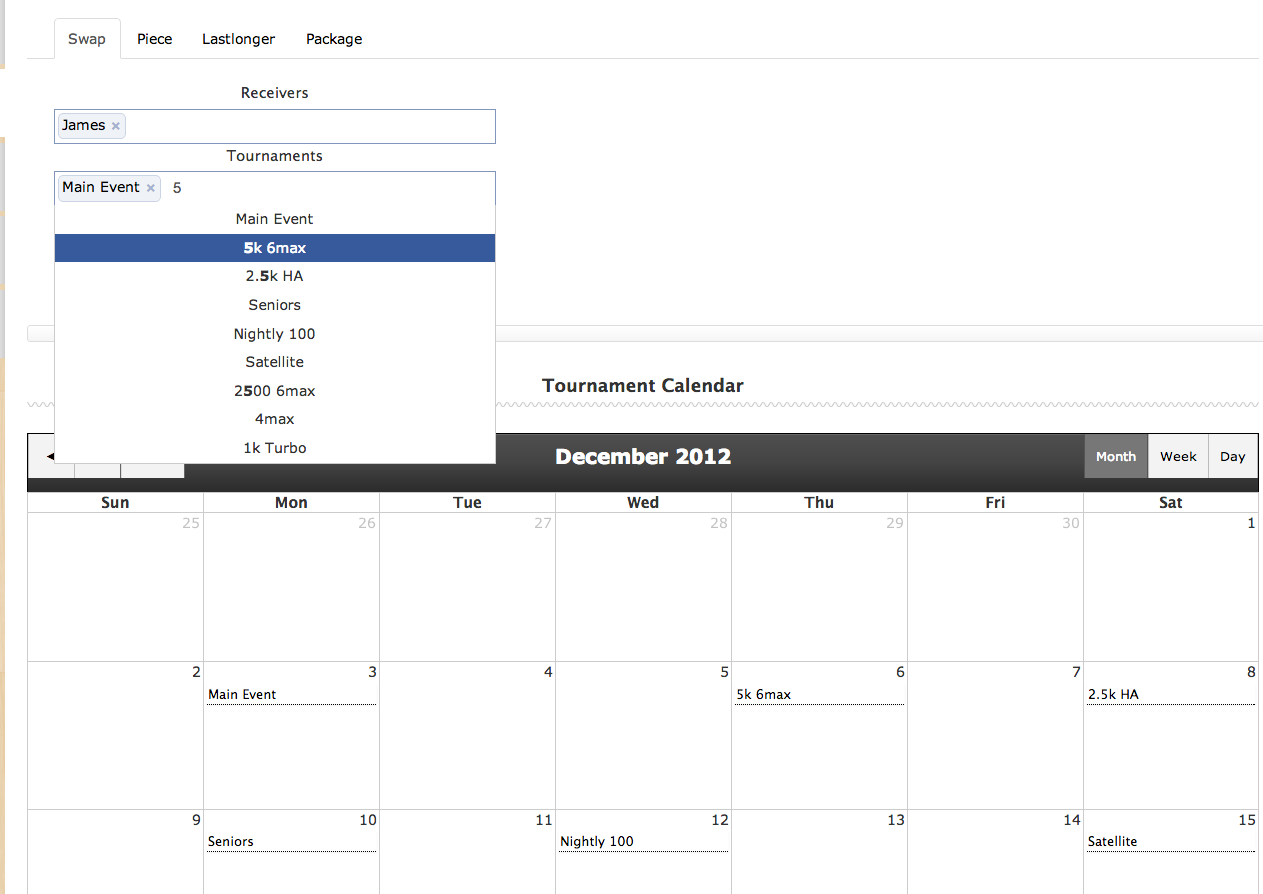 Swap Piece Lastlonger Package
Receivers
James ×
Tournaments
Main Event × 5
Main Event
5k 6max
2.5k HA
Seniors
Nightly 100
Satellite
2500 6max
4max
1k Turbo
Tournament Calendar
◄ December 2012 Month Week Day
Sun Mon Tue Wed Thu Fri Sat
25 26 27 28 29 30 1
2 3 4 5 6 7 8
Main Event 5k 6max 2.5k HA
9 10 11 12 13 14 15
Seniors Nightly 100 Satellite